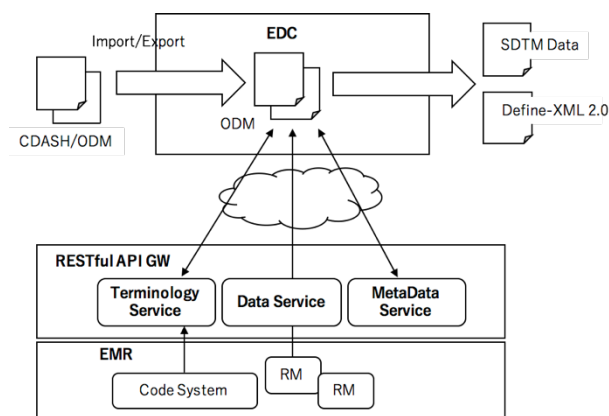 EDC
SDTM Data
Import/Export
Define-XML 2.0
ODM
CDASH/ODM
RESTful API GW
Terminology
Service
Data Service
MetaData
Service
EMR
Code System
RM
RM